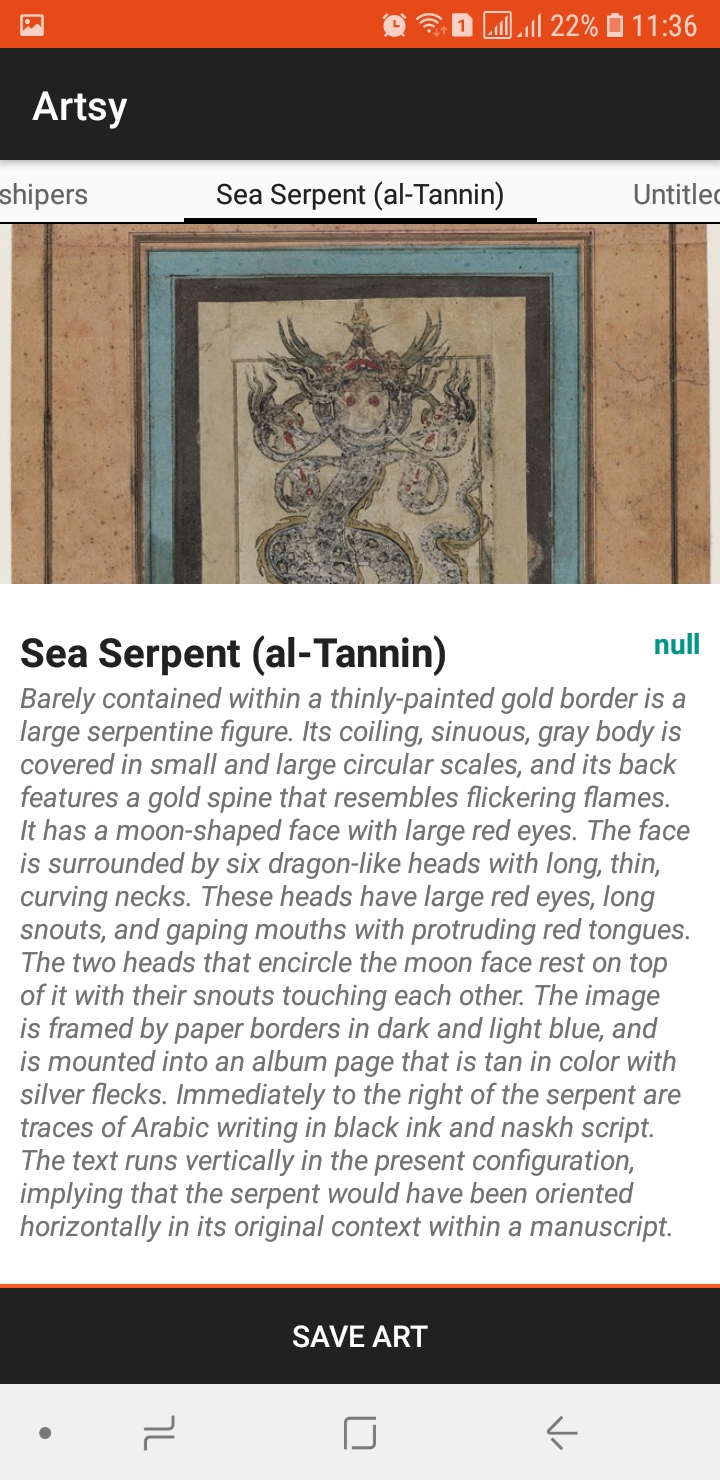 1 22% 11:36
Artsy
shipers Sea Serpent (al-Tannin) Untitled
Sea Serpent (al-Tannin) null
Barely contained within a thinly-painted gold border is a
large serpentine figure. Its coiling, sinuous, gray body is
covered in small and large circular scales, and its back
features a gold spine that resembles flickering flames.
It has a moon-shaped face with large red eyes. The face
is surrounded by six dragon-like heads with long, thin,
curving necks. These heads have large red eyes, long
snouts, and gaping mouths with protruding red tongues.
The two heads that encircle the moon face rest on top
of it with their snouts touching each other. The image
is framed by paper borders in dark and light blue, and
is mounted into an album page that is tan in color with
silver flecks. Immediately to the right of the serpent are
traces of Arabic writing in black ink and naskh script.
The text runs vertically in the present configuration,
implying that the serpent would have been oriented
horizontally in its original context within a manuscript.
SAVE ART